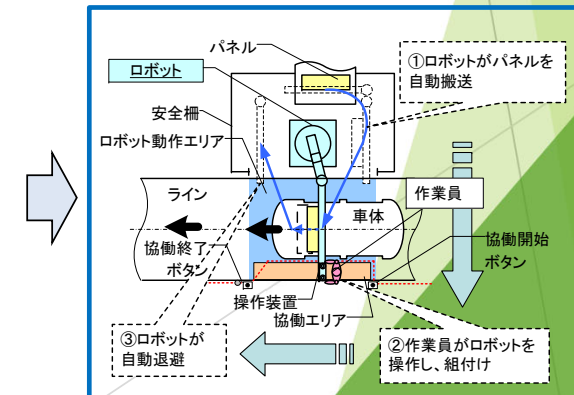 パネル
ロボット
①ロボットがパネルを
自動搬送
安全柵
ロボット動作エリア
ライン
作業員
車体
協働終了
ボタン
協働開始
ボタン
操作装置
協働エリア
③ロボットが
自動退避
②作業員がロボットを
操作し、組付け